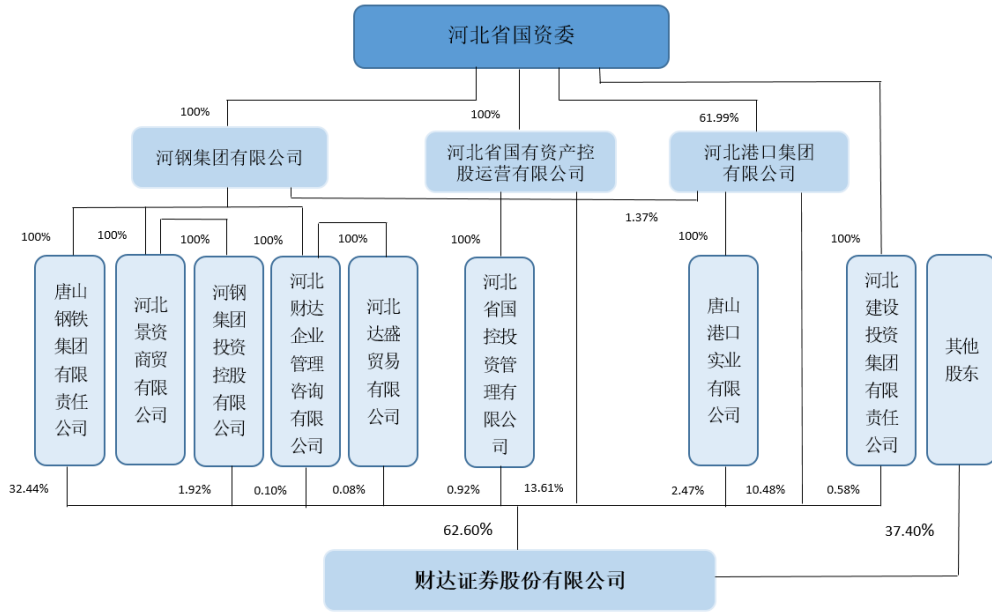 河北省国资委
100%
100%
61.99%
河钢集团有限公司
河北省国有资产控
股运营有限公司
河北港口集团
有限公司
1.37%
100%
100%
100%
100%
100%
100%
100%
100%
唐山
钢铁
集团
有限
责任
公司
河北
景资
商贸
有限
公司
河钢
集团
投资
控股
有限
公司
河北
财达
企业
管理
咨询
有限
公司
河北
达盛
贸易
有限
公司
河北
省国
控投
资管
理有
限公
司
唐山
港口
实业
有限
公司
河北
建设
投资
集团
有限
责任
公司
其他
股东
32.44%
1.92%
0.10%
0.08%
0.92%
13.61%
2.47%
10.48%
0.58%
62.60%
37.40%
财达证券股份有限公司